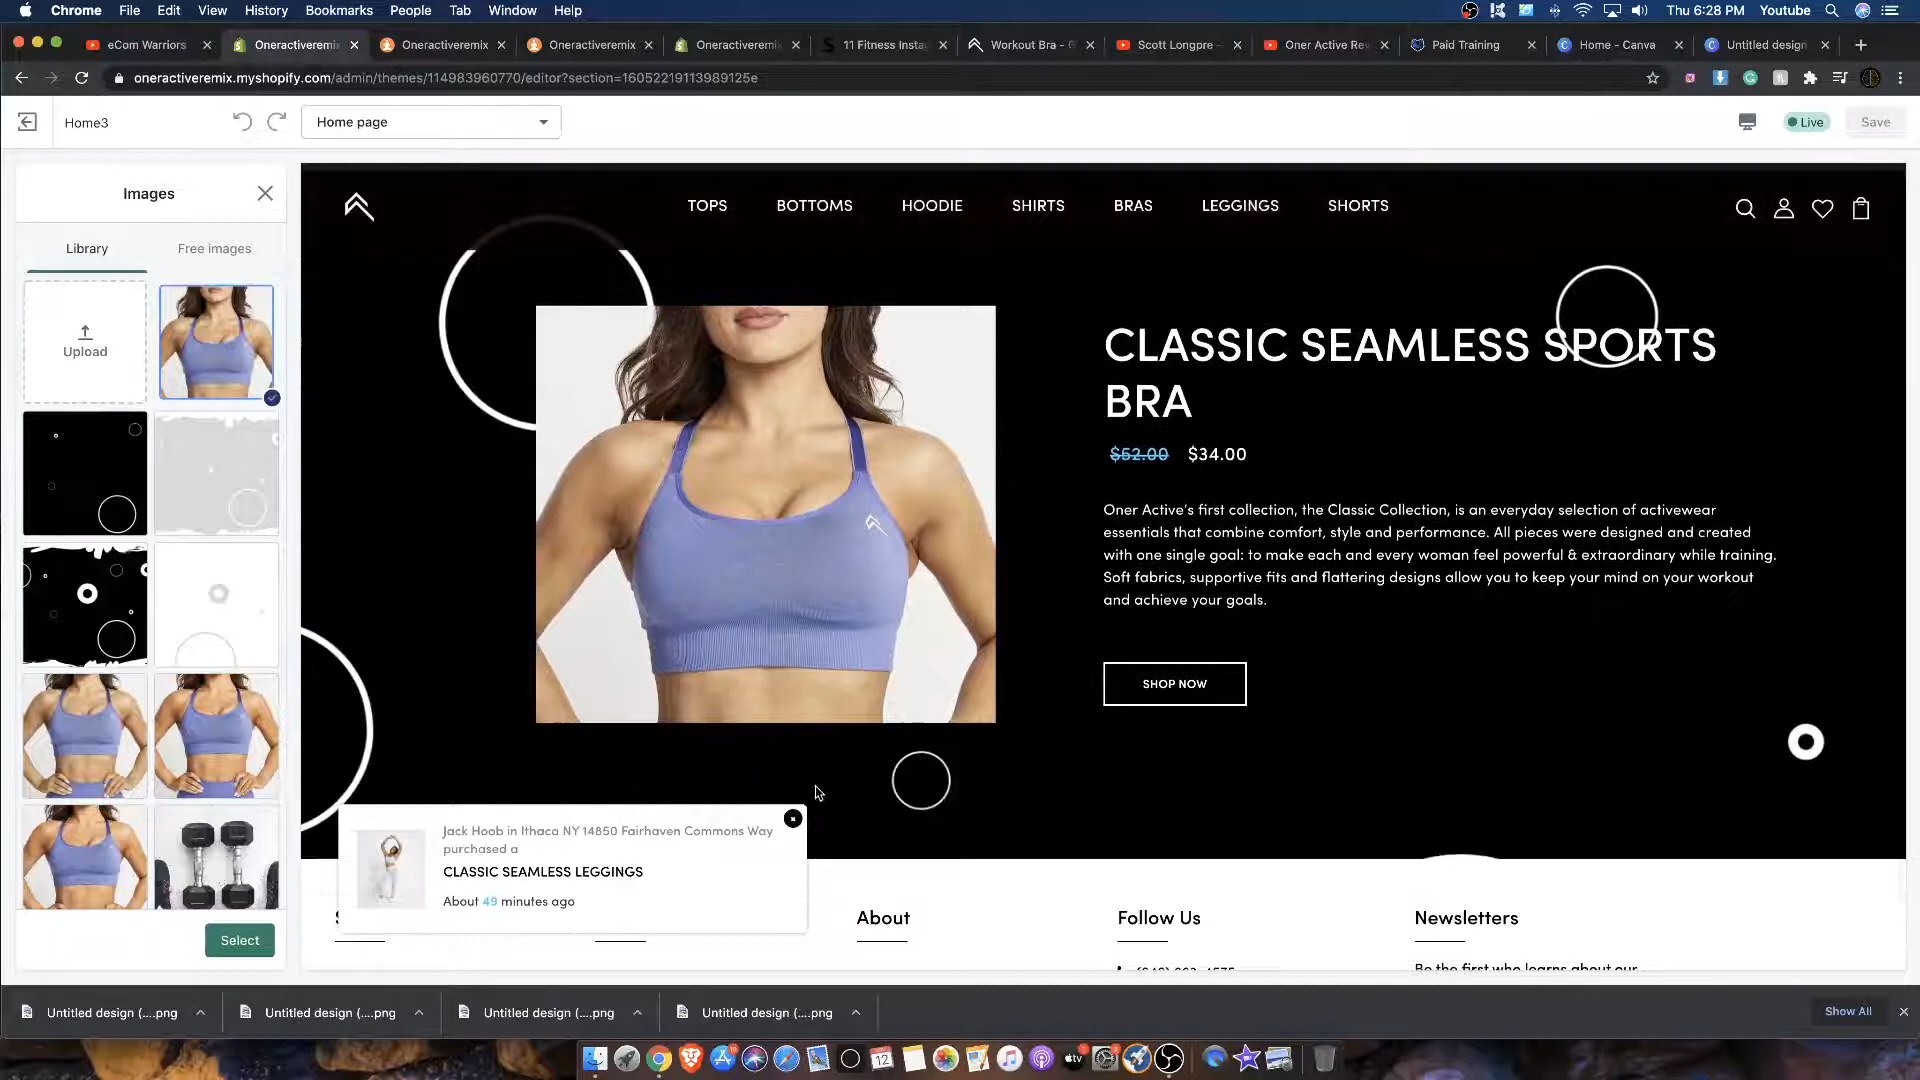 Chrome File Edit View History Bookmarks People Tab Window Help Thu 6:28 PM Youtube
eCom Warriors Oneractiveremix Oneractiveremix Oneractiveremix Oneractiveremix 11 Fitness Insta Workout Bra - G Scott Longpre - Oner Active Rev Paid Training Home - Canva Untitled design
oneractiveremix.myshopify.com/admin/themes/114983960770/editor?section=16052219113989125e
Home3 Home page Live Save
Images
Library Free images
Upload
Select
TOPS BOTTOMS HOODIE SHIRTS BRAS LEGGINGS SHORTS
CLASSIC SEAMLESS SPORTS
BRA
$52.00 $34.00
One Active's first collection, the Classic Collection, is an everyday selection of activewear
essentials that combine comfort, style and performance. All pieces were designed and created
with one single goal: to make each and every woman feel powerful & extraordinary while training.
Soft fabrics, supportive fits and flattering designs allow you to keep your mind on your workout
and achieve your goals.
SHOP NOW
Jack Hoob in Ithaca NY 14850 Fairhaven Commons Way
purchased a
CLASSIC SEAMLESS LEGGINGS
About 49 minutes ago
About Follow Us Newsletters
Be the first who learns about our
Untitled design (....png Untitled design (....png Untitled design (....png Untitled design (....png Show All